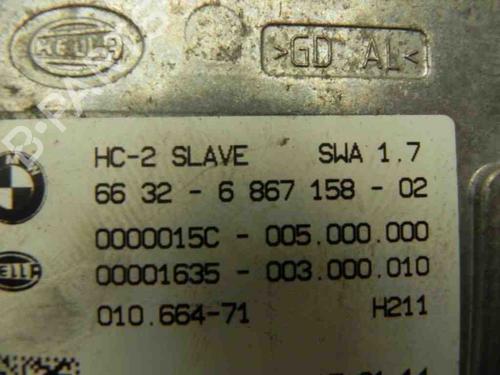 HELLA
>GD AL<
BMW
HC-2 SLAVE SWA 1.7
66 32 - 6 867 158 - 02
0000015C - 005.000.000
HELLA
00001635 - 003.000.010
010.664-71 H211